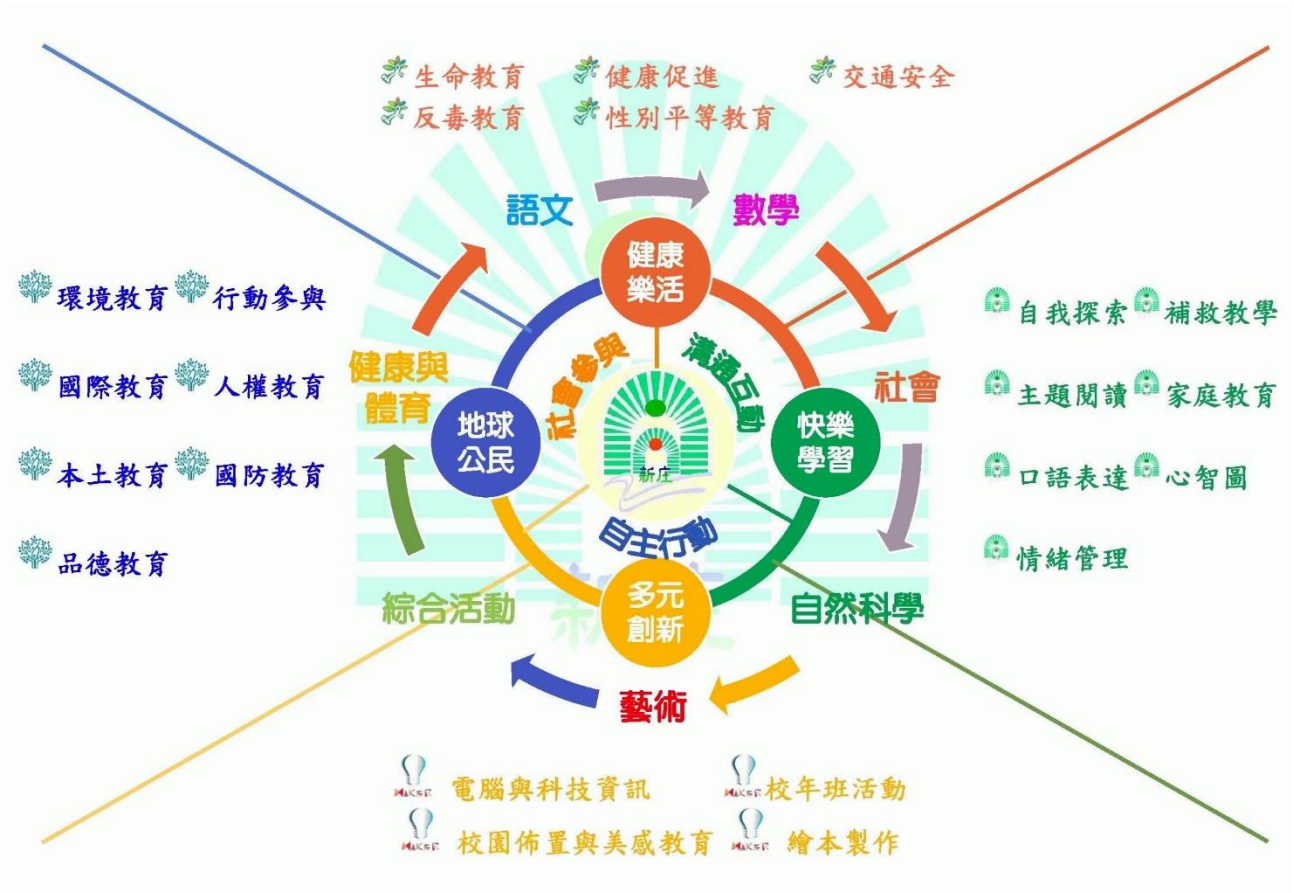 生命教育 健康促進 交通安全
反毒教育 性別平等教育
語文 數學
健康
樂活
環境教育 行動參與
國際教育 人權教育
本土教育 國防教育
品德教育
健康與
體育
社會參與
溝通互動
社會
地球
公民
新庄
快樂
學習
自我探索 補救教學
主題閱讀 家庭教育
口語表達 心智圖
情緒管理
自主行動
綜合活動
多元
創新
自然科學
藝術
MAKER 電腦與科技資訊 MAKER 校年班活動
MAKER 校園佈置與美感教育 MAKER 繪本製作